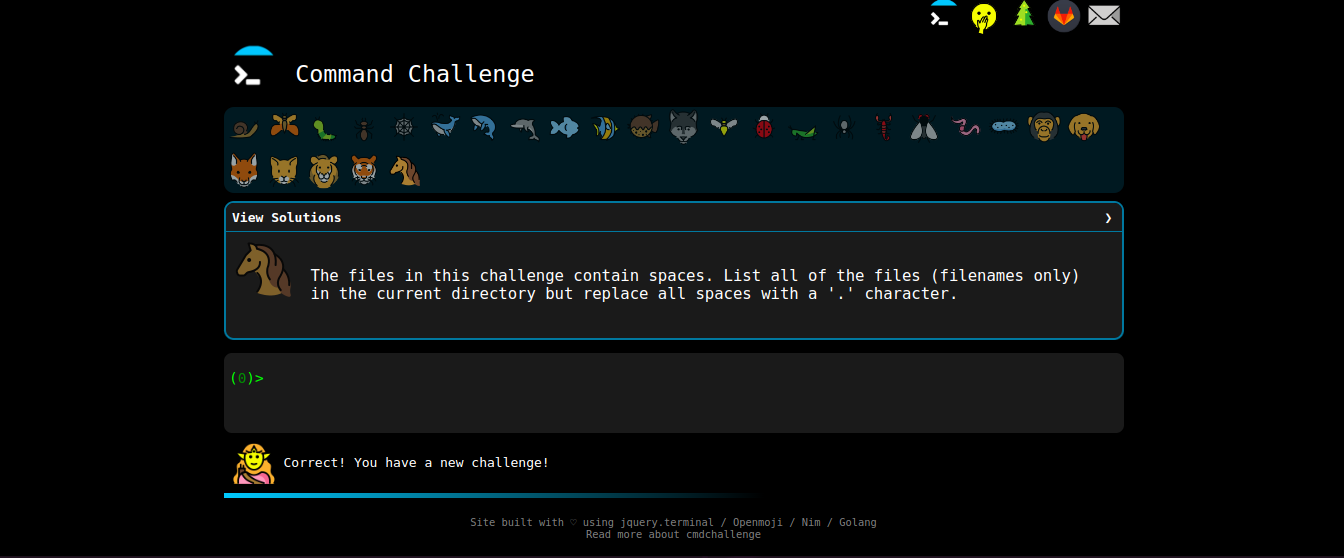 Command Challenge
View Solutions ❯
The files in this challenge contain spaces. List all of the files (filenames only)
in the current directory but replace all spaces with a '.' character.
(0)>
Correct! You have a new challenge!
Site built with ♡ using jquery.terminal / Openmoji / Nim / Golang
Read more about cmdchallenge